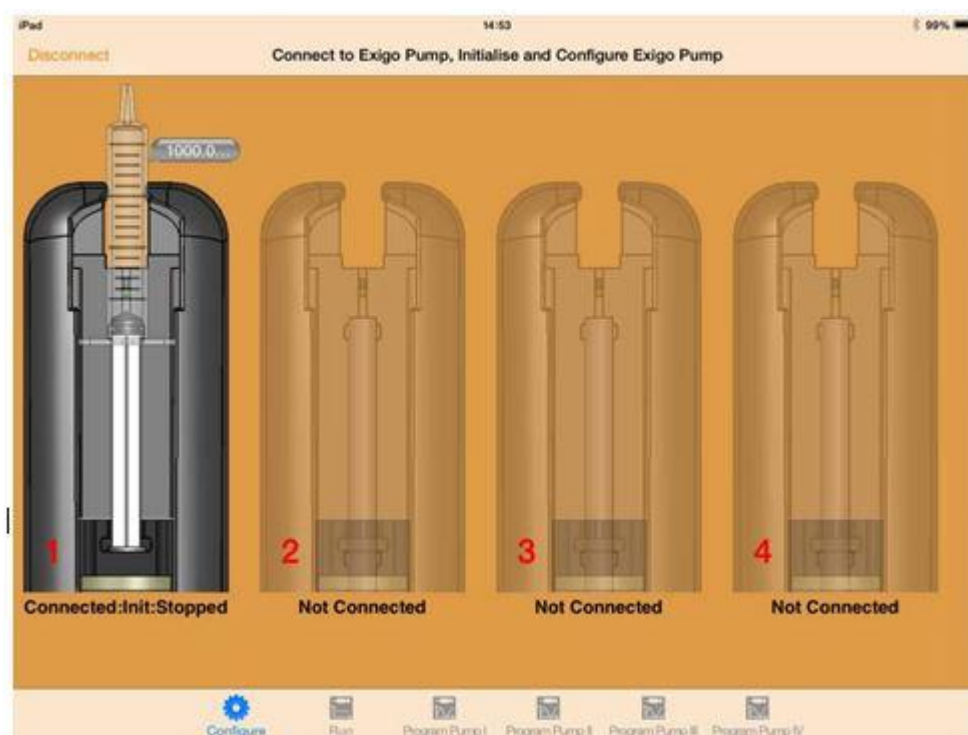 iPad 14:53 99%
Disconnect Connect to Exigo Pump, Initialise and Configure Exigo Pump
1000.0...
1 2 3 4
Connected:Init:Stopped Not Connected Not Connected Not Connected
Configure Run Program Pump I Program Pump II Program Pump III Program Pump IV